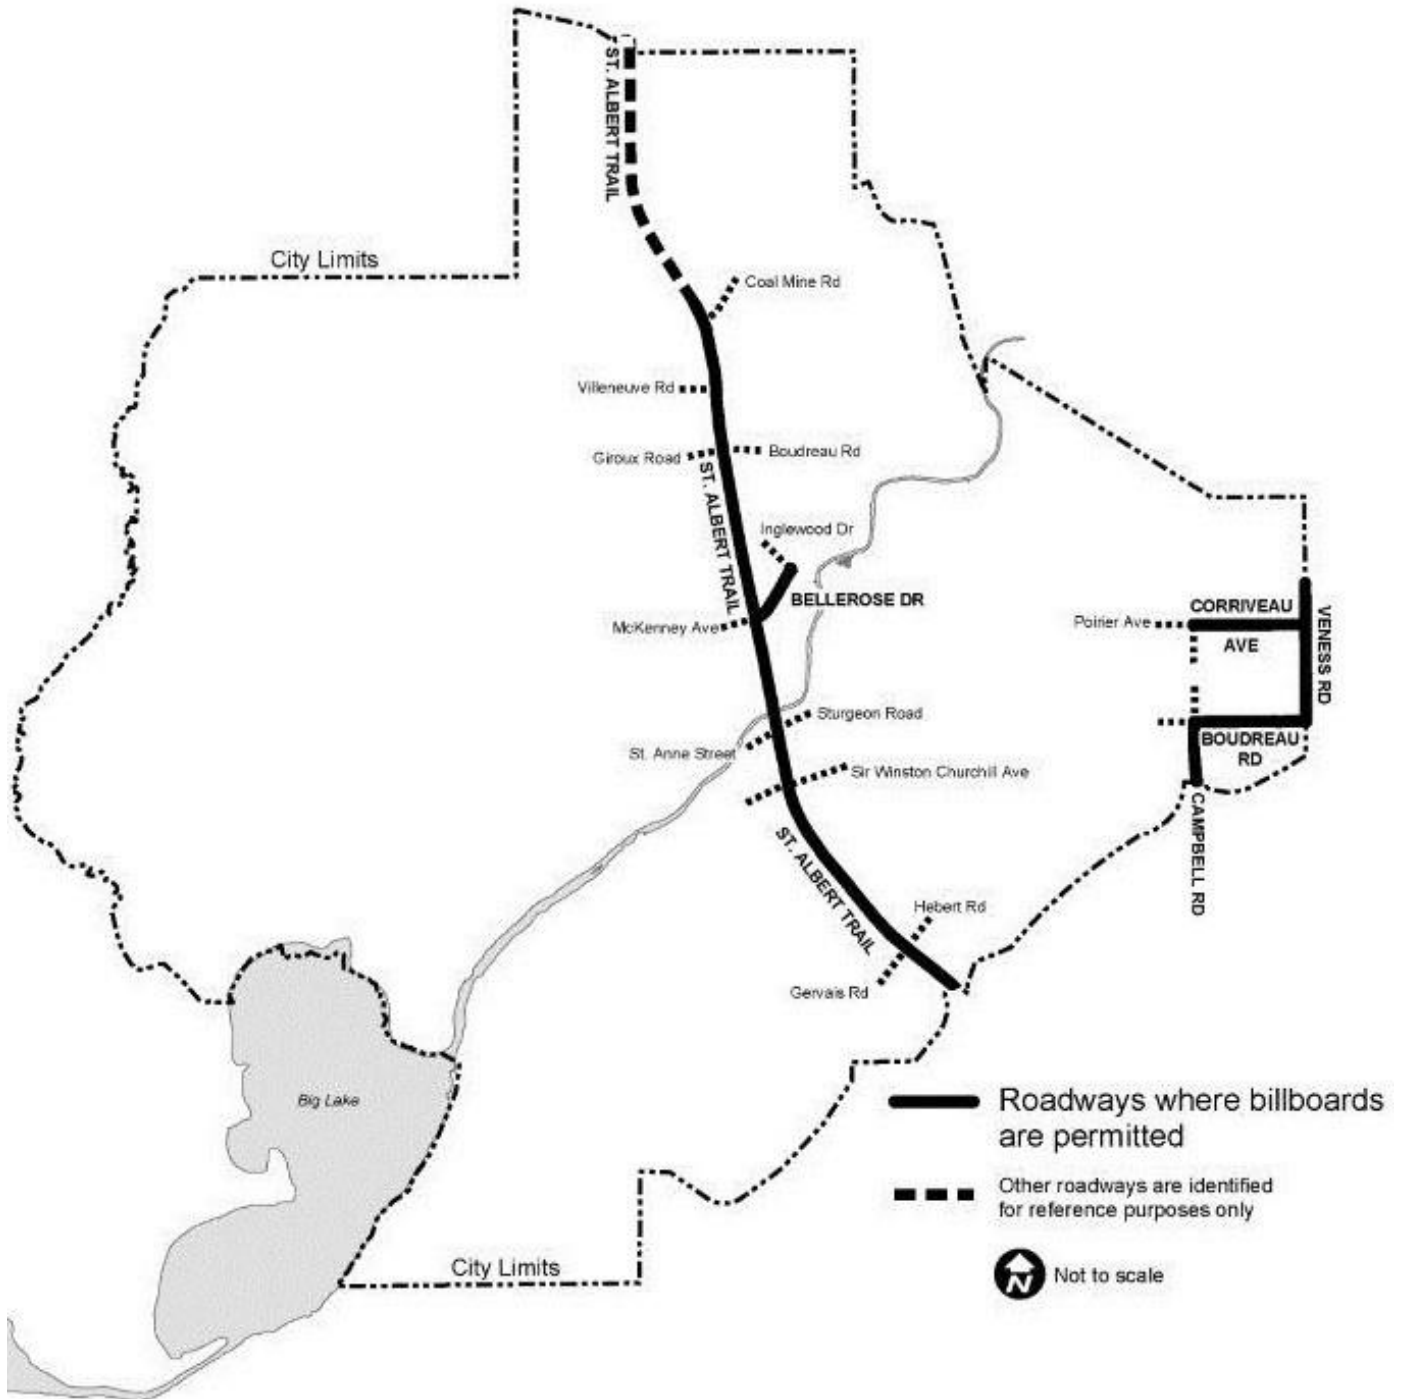 ST. ALBERT TRAIL
City Limits
Coal Mine Rd
Villeneuve Rd
Giroux Road
Boudreau Rd
ST. ALBERT TRAIL
Inglewood Dr
BELLEROSE DR
McKenney Ave
CORRIVEAU
AVE
Poirier Ave
VENESS RD
Sturgeon Road
St. Anne Street
BOUDREAU
RD
Sir Winston Churchill Ave
CAMPBELL RD
ST. ALBERT TRAIL
Hebert Rd
Gervais Rd
Big Lake
Roadways where billboards
are permitted
Other roadways are identified
for reference purposes only
City Limits
N
Not to scale